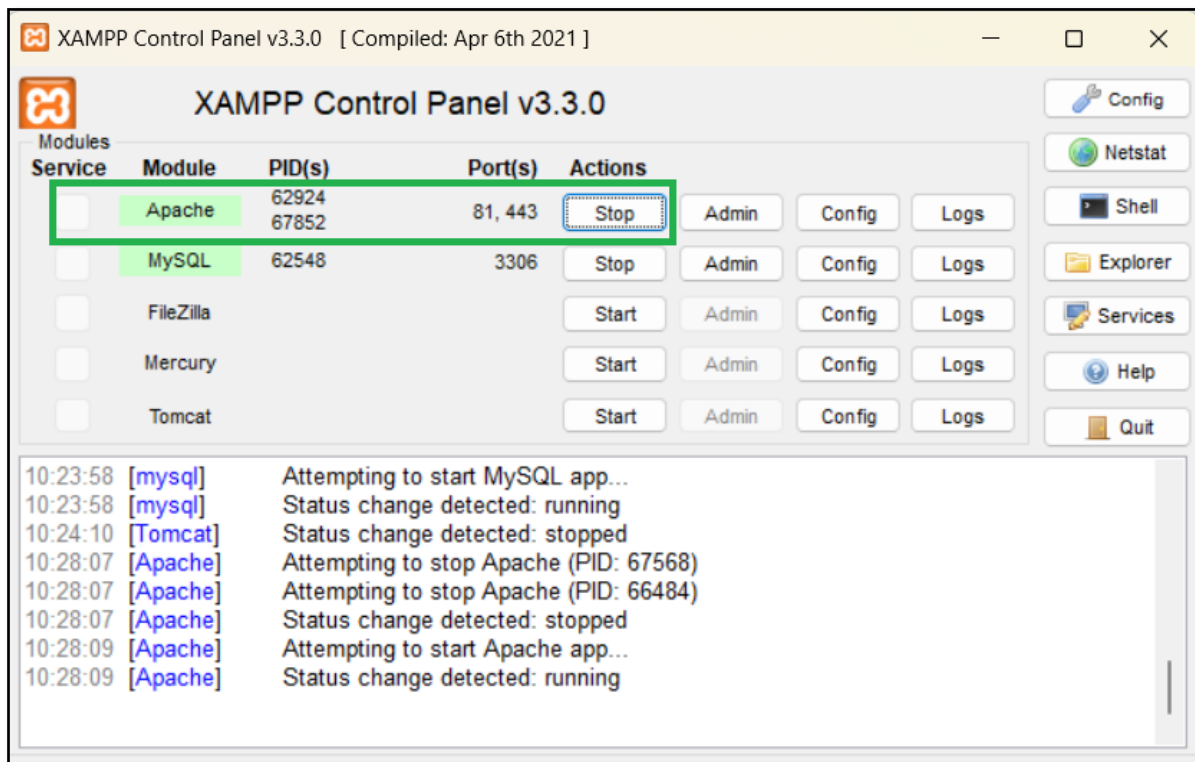 XAMPP Control Panel v3.3.0 [ Compiled: Apr 6th 2021 ]
XAMPP Control Panel v3.3.0
Config
Modules
Service Module PID(s) Port(s) Actions
Netstat
Apache 62924 67852 81, 443 Stop Admin Config Logs
Shell
MySQL 62548 3306 Stop Admin Config Logs
Explorer
FileZilla Start Admin Config Logs
Services
Mercury Start Admin Config Logs
Help
Tomcat Start Admin Config Logs
Quit
10:23:58 [mysql] Attempting to start MySQL app...
10:23:58 [mysql] Status change detected: running
10:24:10 [Tomcat] Status change detected: stopped
10:28:07 [Apache] Attempting to stop Apache (PID: 67568)
10:28:07 [Apache] Attempting to stop Apache (PID: 66484)
10:28:07 [Apache] Status change detected: stopped
10:28:09 [Apache] Attempting to start Apache app...
10:28:09 [Apache] Status change detected: running